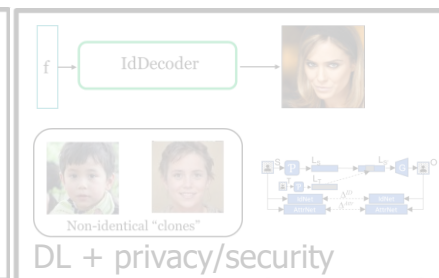 f
IdDecoder
Non-identical "clones"
S
P
G
O
T
DL + privacy/security